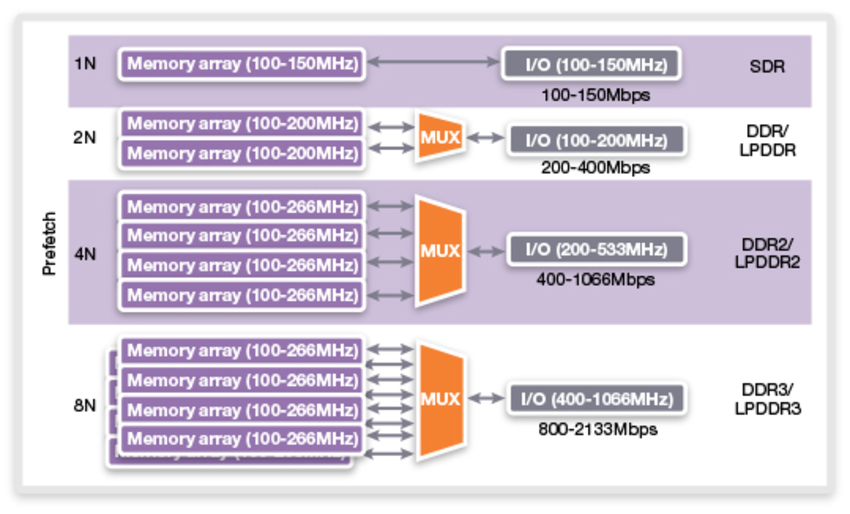 1N
Memory array (100-150MHz)
I/O (100-150MHz)
100-150Mbps
SDR
2N
Memory array (100-200MHz)
Memory array (100-200MHz)
MUX
I/O (100-200MHz)
200-400Mbps
DDR/
LPDDR
Prefetch
4N
Memory array (100-266MHz)
Memory array (100-266MHz)
Memory array (100-266MHz)
Memory array (100-266MHz)
MUX
I/O (200-533MHz)
400-1066Mbps
DDR2/
LPDDR2
8N
Memory array (100-266MHz)
Memory array (100-266MHz)
Memory array (100-266MHz)
Memory array (100-266MHz)
MUX
I/O (400-1066MHz)
800-2133Mbps
DDR3/
LPDDR3